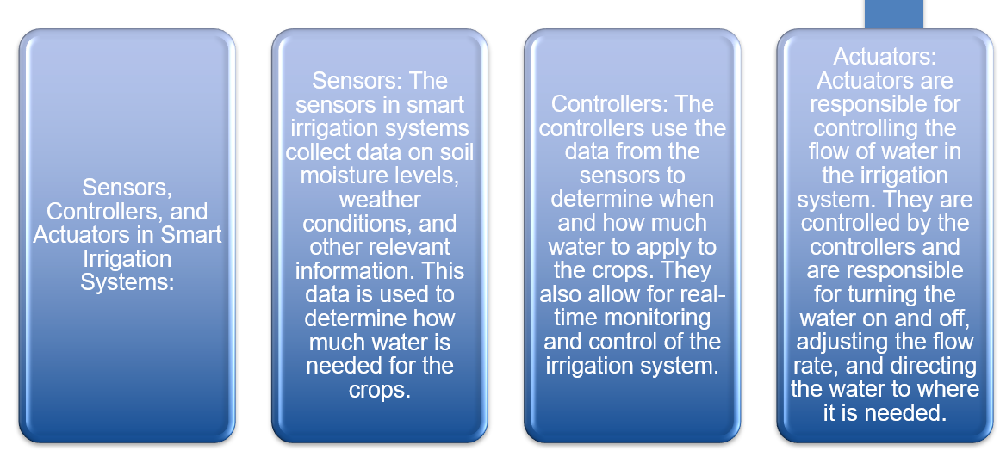 Sensors,
Controllers, and
Actuators in Smart
Irrigation
Systems:
Sensors: The
sensors in smart
irrigation systems
collect data on soil
moisture levels,
weather
conditions, and
other relevant
information. This
data is used to
determine how
much water is
needed for the
crops.
Controllers: The
controllers use the
data from the
sensors to
determine when
and how much
water to apply to
the crops. They
also allow for real-
time monitoring
and control of the
irrigation system.
Actuators:
Actuators are
responsible for
controlling the
flow of water in
the irrigation
system. They are
controlled by the
controllers and
are responsible
for turning the
water on and off,
adjusting the flow
rate, and directing
the water to where
it is needed.